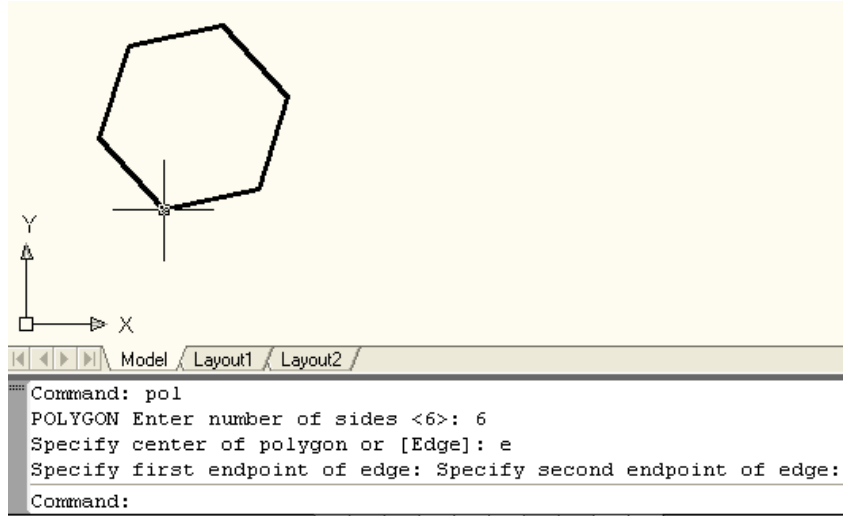 Y
X
Model Layout1 Layout2
Command: pol
POLYGON Enter number of sides <6>: 6
Specify center of polygon or [Edge]: e
Specify first endpoint of edge: Specify second endpoint of edge:
Command: